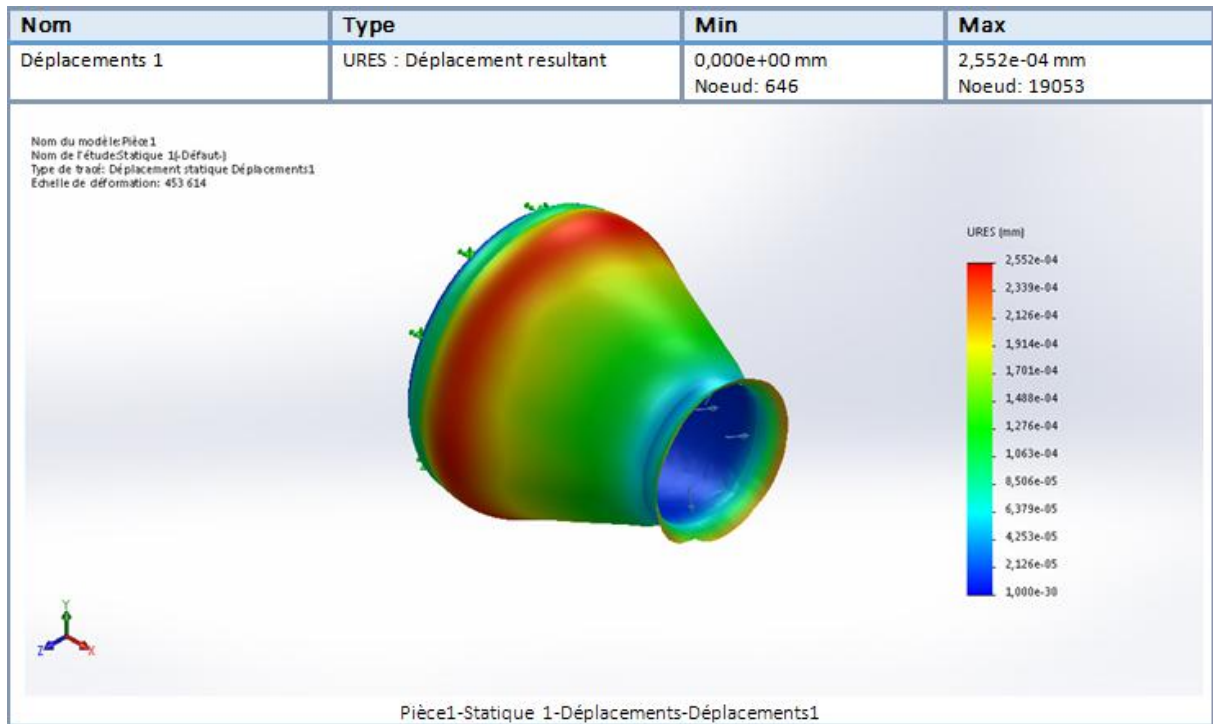 Nom Type Min Max
Déplacements 1 URES : Déplacement resultant 0,000e+00 mm 2,552e-04 mm
Noeud: 646 Noeud: 19053
Nom du modèle:Pièce1
Nom de l'étude:Statique 1(-Défaut-)
Type de tracé: Déplacement statique Déplacements1
Echelle de déformation: 453 614
URES (mm)
2,552e-04
2,339e-04
2,126e-04
1,914e-04
1,701e-04
1,488e-04
1,276e-04
1,063e-04
8,506e-05
6,379e-05
4,253e-05
2,126e-05
1,000e-30
Y
Z X
Pièce1-Statique 1-Déplacements-Déplacements1